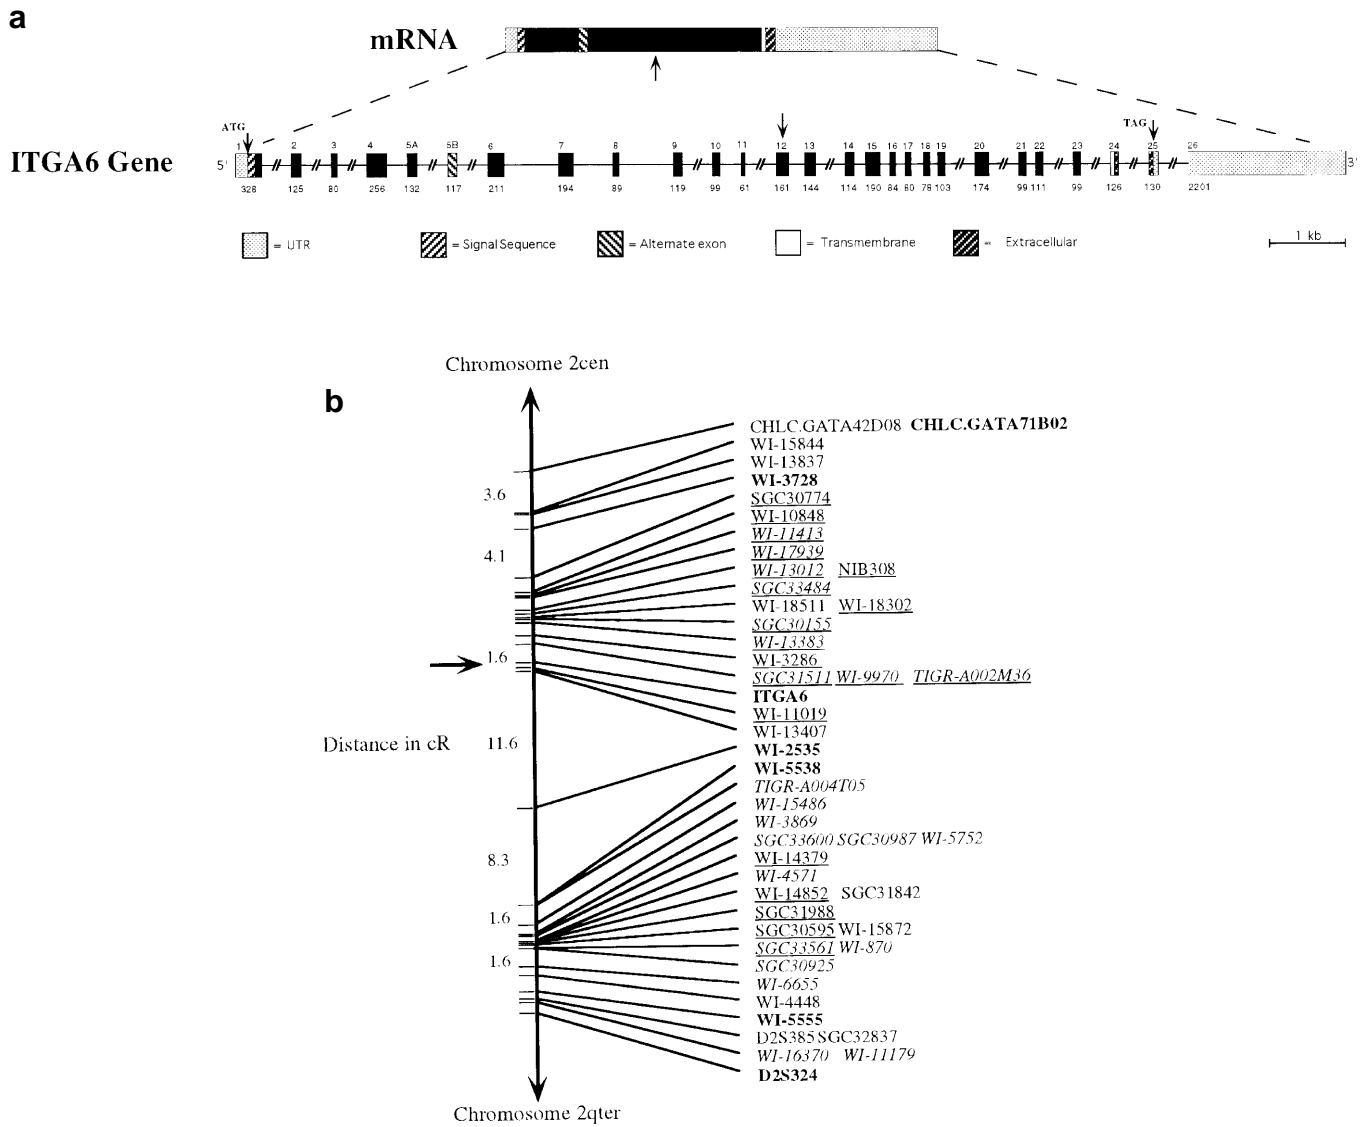 a
mRNA
ATG
TAG
ITGA6 Gene
5'
1 2 3 4 5A 5B 6 7 8 9 10 11 12 13 14 15 16 17 18 19 20 21 22 23 24 25 26
3'
328 125 80 256 132 117 211 194 89 119 99 61 161 144 114 190 84 80 78 103 174 99 111 99 126 130 2201
= UTR
= Signal Sequence
= Alternate exon
= Transmembrane
= Extracellular
1 kb
Chromosome 2cen
b
CHLC.GATA42D08 CHLC.GATA71B02
WI-15844
WI-13837
WI-3728
3.6
SGC30774
WI-10848
WI-11413
WI-17939
4.1
WI-13012 NIB308
SGC33484
WI-18511 WI-18302
SGC30155
WI-13383
WI-3286
1.6
SGC31511 WI-9970 TIGR-A002M36
ITGA6
WI-11019
WI-13407
Distance in cR
11.6
WI-2535
WI-5538
TIGR-A004T05
WI-15486
WI-3869
SGC33600 SGC30987 WI-5752
WI-14379
8.3
WI-4571
WI-14852 SGC31842
SGC31988
1.6
SGC30595 WI-15872
SGC33561 WI-870
1.6
SGC30925
WI-6655
WI-4448
WI-5555
D2S385 SGC32837
WI-16370 WI-11179
D2S324
Chromosome 2qter